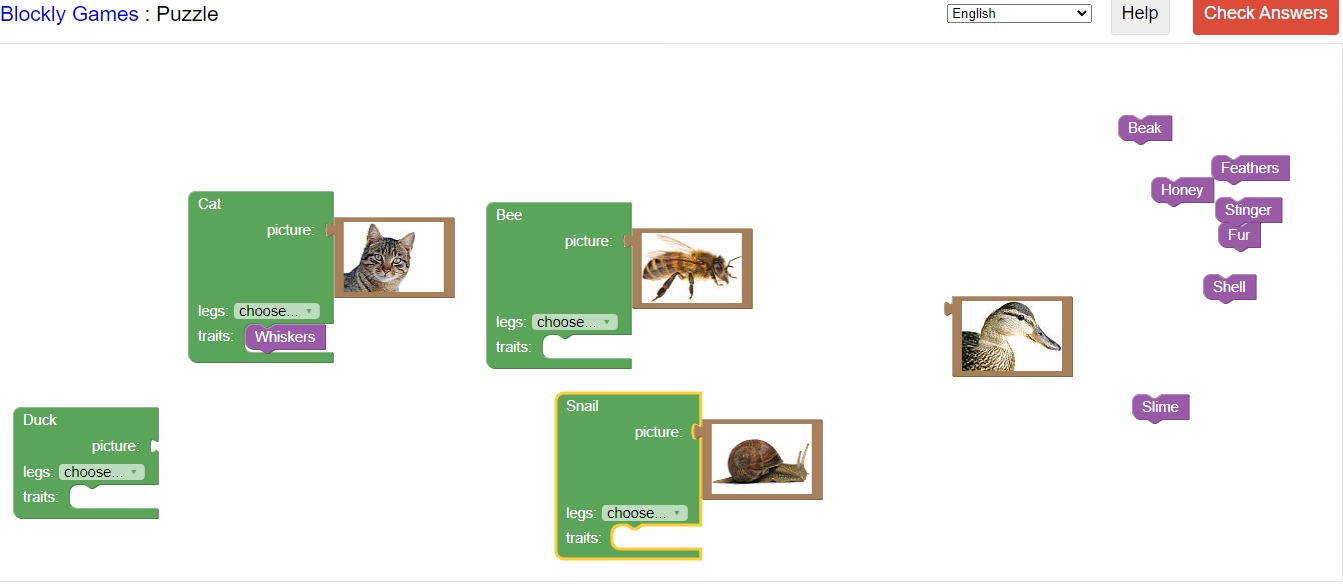 Blockly Games : Puzzle
English
Help
Check Answers
Beak
Feathers
Honey
Stinger
Fur
Shell
Slime
Cat
picture:
legs: choose...
traits: Whiskers
Bee
picture:
legs: choose...
traits:
Duck
picture:
legs: choose...
traits:
Snail
picture:
legs: choose...
traits: